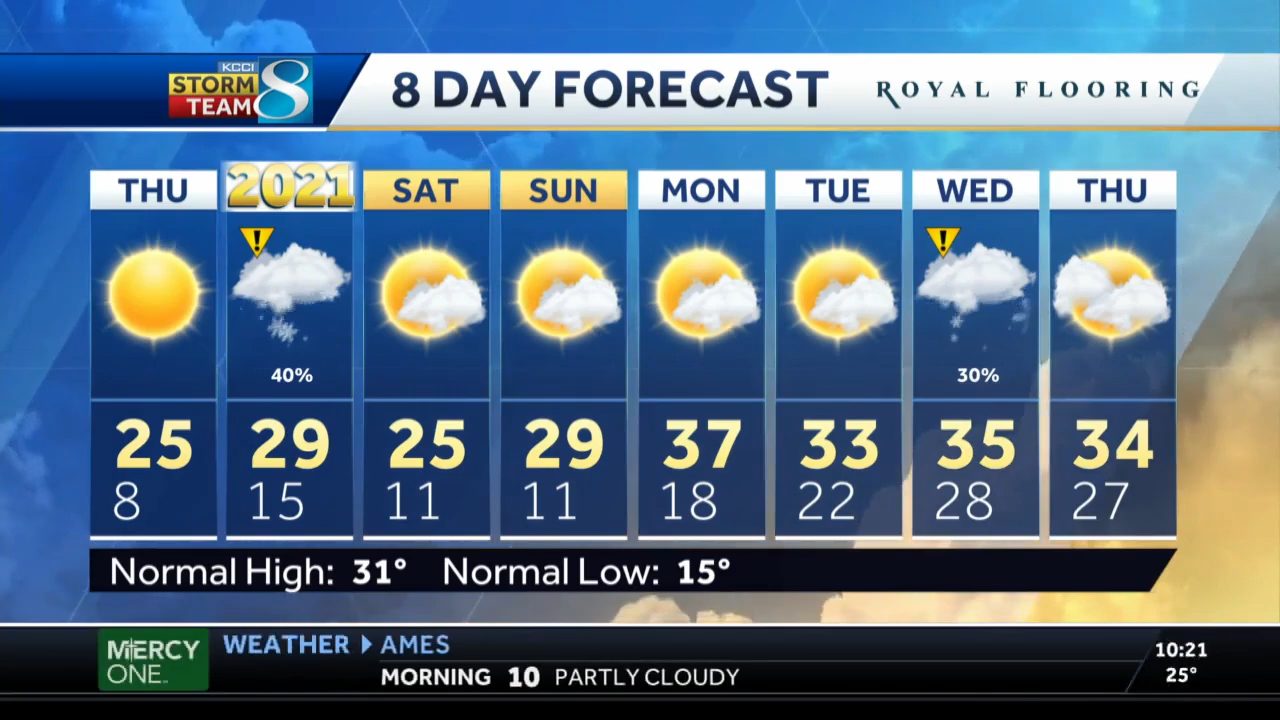 KCCI
STORM
TEAM 8
8 DAY FORECAST
ROYAL FLOORING
THU 2021 SAT SUN MON TUE WED THU
! !
40% 30%
25 29 25 29 37 33 35 34
8 15 11 11 18 22 28 27
Normal High: 31° Normal Low: 15°
MERCY
ONE
WEATHER AMES
MORNING 10 PARTLY CLOUDY
10:21
25°